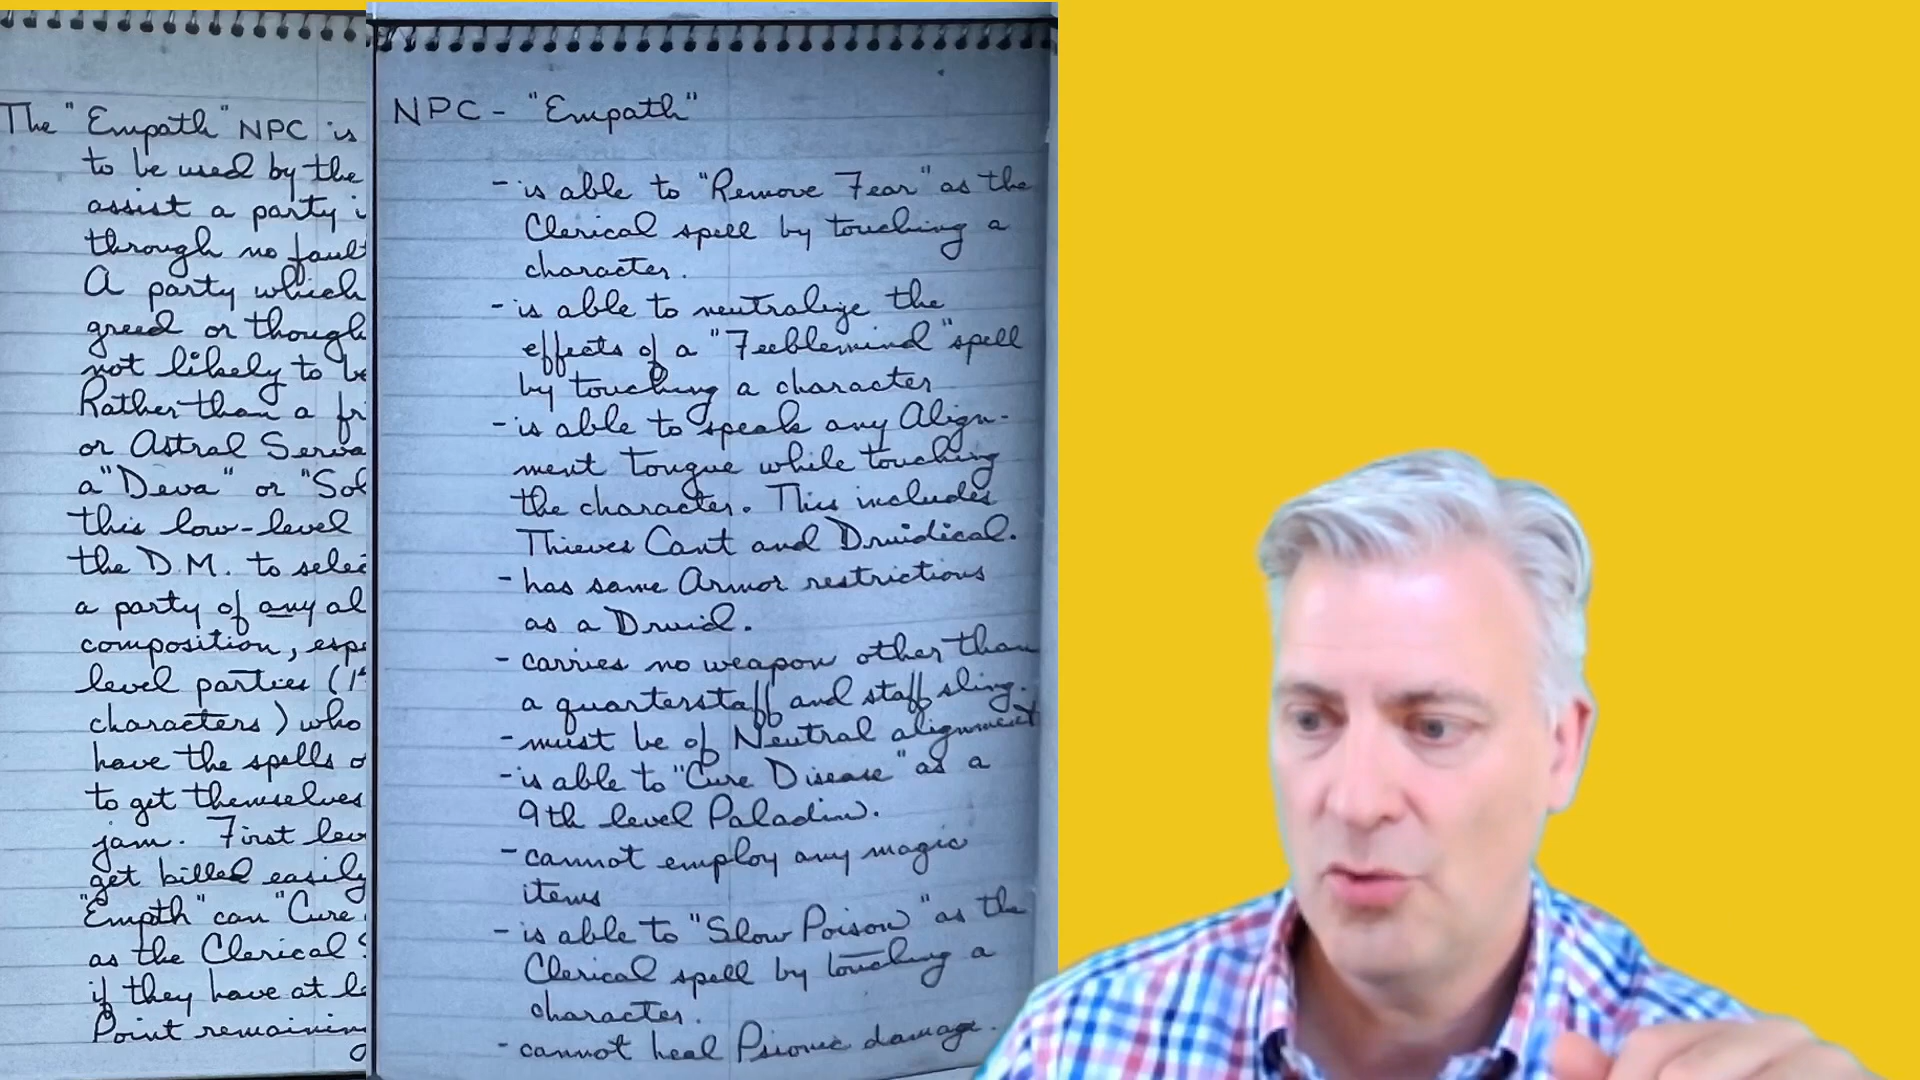 The "Empath" NPC is
to be used by the
assist a party
through no fault
A party which
greed or though
not likely to be
Rather than a
or Astral Serva
a "Deva" or "Sol
this low-level
the D.M. to selec
a party of any al
composition, espe
level parties (1st
characters) who
have the spells o
to get themselves
jam. First lev
get killed easily
"Empath" can "Cure
as the Clerical S
if they have at le
Point remaining
NPC - "Empath"
- is able to "Remove Fear" as the
Clerical spell by touching a
character.
- is able to neutralize the
effects of a "Feeblemind" spell
by touching a character
- is able to speak any Align-
ment tongue while touching
the character. This includes
Thieves Cant and Druidical.
- has same Armor restrictions
as a Druid.
- carries no weapon other than
a quarterstaff and staff sling.
- must be of Neutral alignment
- is able to "Cure Disease" as a
9th level Paladin.
- cannot employ any magic
items
- is able to "Slow Poison" as the
Clerical spell by touching a
character.
- cannot heal Psionic damage.